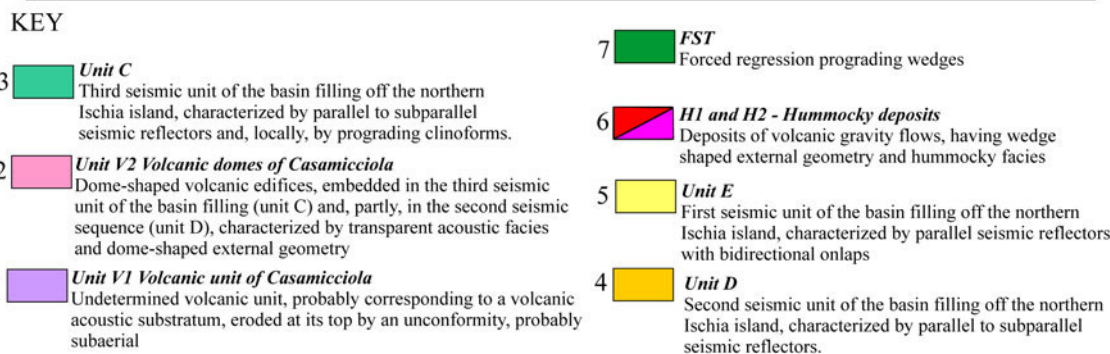 KEY
3
Unit C
Third seismic unit of the basin filling off the northern
Ischia island, characterized by parallel to subparallel
seismic reflectors and, locally, by prograding clinoforms.
2
Unit V2 Volcanic domes of Casamicciola
Dome-shaped volcanic edifices, embedded in the third seismic
unit of the basin filling (unit C) and, partly, in the second seismic
sequence (unit D), characterized by transparent acoustic facies
and dome-shaped external geometry
Unit V1 Volcanic unit of Casamicciola
Undetermined volcanic unit, probably corresponding to a volcanic
acoustic substratum, eroded at its top by an unconformity, probably
subaerial
7
FST
Forced regression prograding wedges
6
H1 and H2 - Hummocky deposits
Deposits of volcanic gravity flows, having wedge
shaped external geometry and hummocky facies
5
Unit E
First seismic unit of the basin filling off the northern
Ischia island, characterized by parallel seismic reflectors
with bidirectional onlaps
4
Unit D
Second seismic unit of the basin filling off the northern
Ischia island, characterized by parallel to subparallel
seismic reflectors.